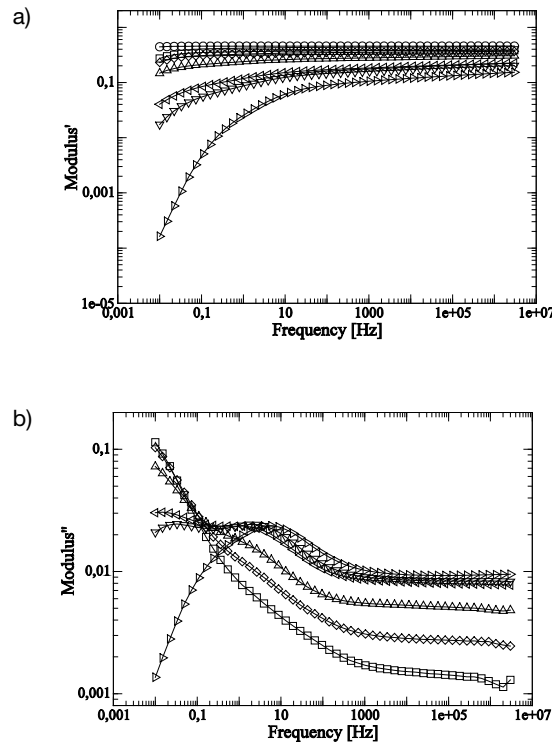 a)
Modulus'
0,1
0,001
1e-05
0,001
0,1
10
1000
1e+05
1e+07
Frequency [Hz]
b)
Modulus"
0,1
0,01
0,001
0,001
0,1
10
1000
1e+05
1e+07
Frequency [Hz]